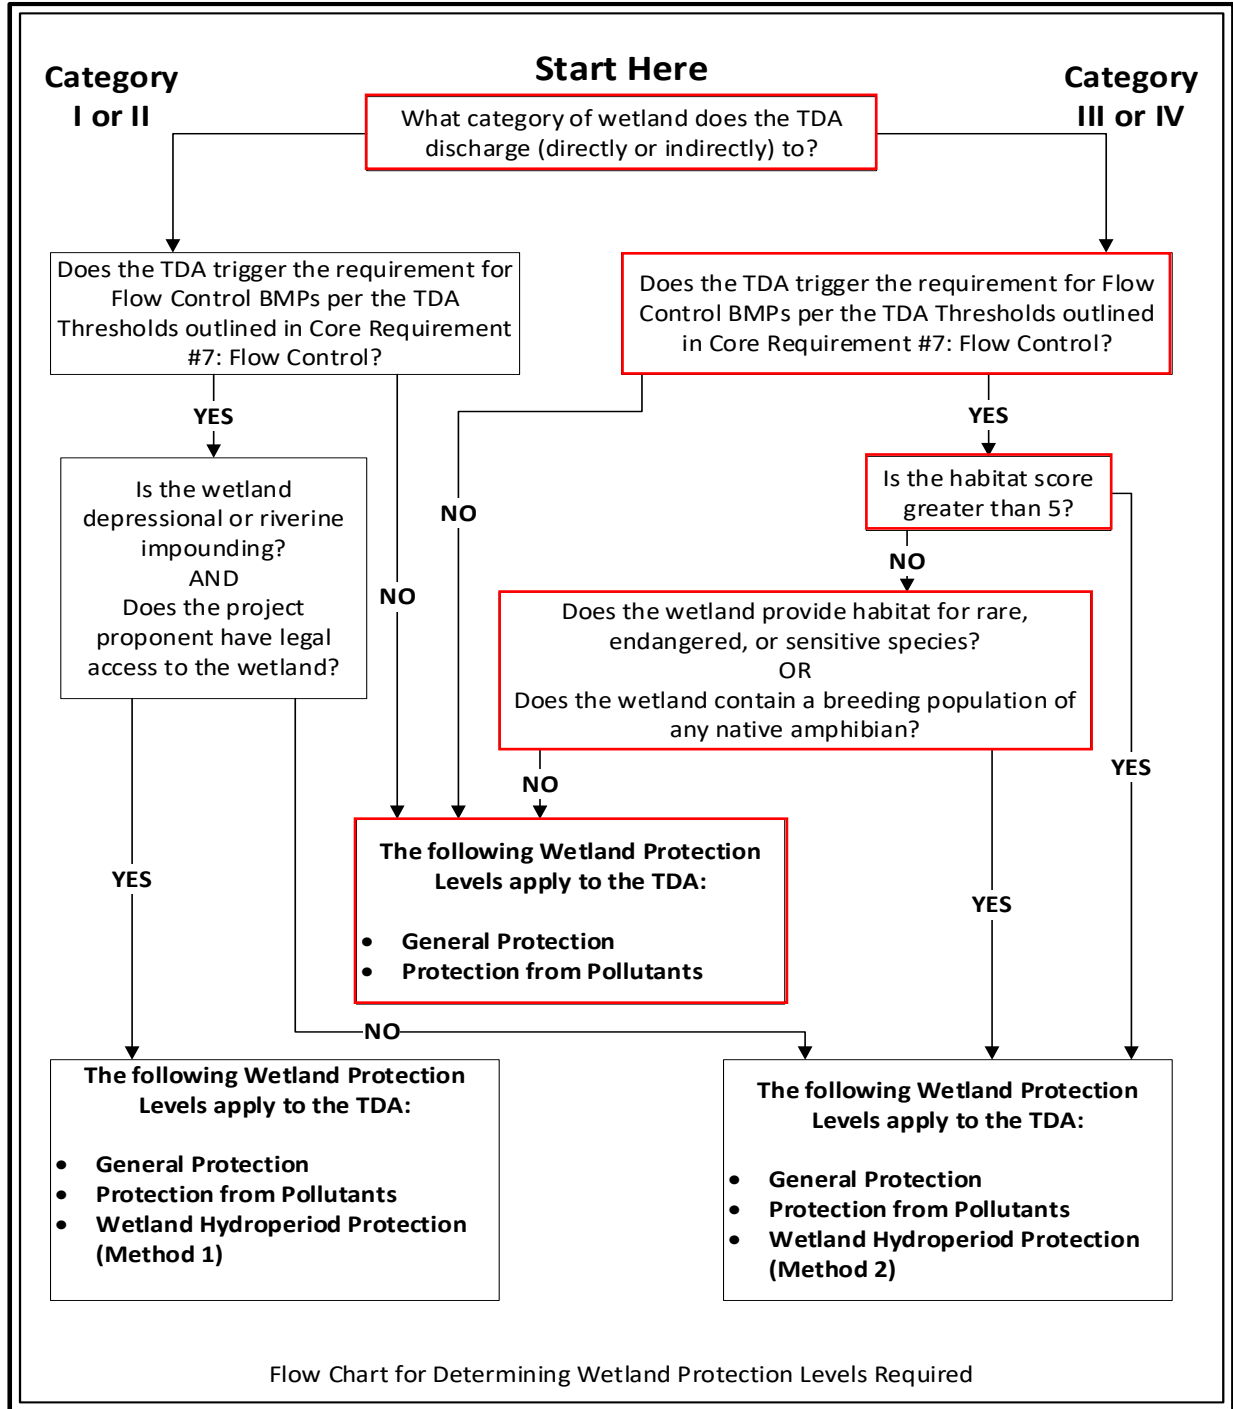 Start Here
Category
I or II
Category
III or IV
What category of wetland does the TDA
discharge (directly or indirectly) to?
Does the TDA trigger the requirement for
Flow Control BMPs per the TDA
Thresholds outlined in Core Requirement
#7: Flow Control?
Does the TDA trigger the requirement for Flow
Control BMPs per the TDA Thresholds outlined
in Core Requirement #7: Flow Control?
YES
NO
NO
YES
Is the wetland
depressional or riverine
impounding?
AND
Does the project
proponent have legal
access to the wetland?
Is the habitat score
greater than 5?
NO
YES
Does the wetland provide habitat for rare,
endangered, or sensitive species?
OR
Does the wetland contain a breeding population of
any native amphibian?
NO
YES
YES
NO
The following Wetland Protection
Levels apply to the TDA:
• General Protection
• Protection from Pollutants
The following Wetland Protection
Levels apply to the TDA:
• General Protection
• Protection from Pollutants
• Wetland Hydroperiod Protection
(Method 1)
The following Wetland Protection
Levels apply to the TDA:
• General Protection
• Protection from Pollutants
• Wetland Hydroperiod Protection
(Method 2)
Flow Chart for Determining Wetland Protection Levels Required